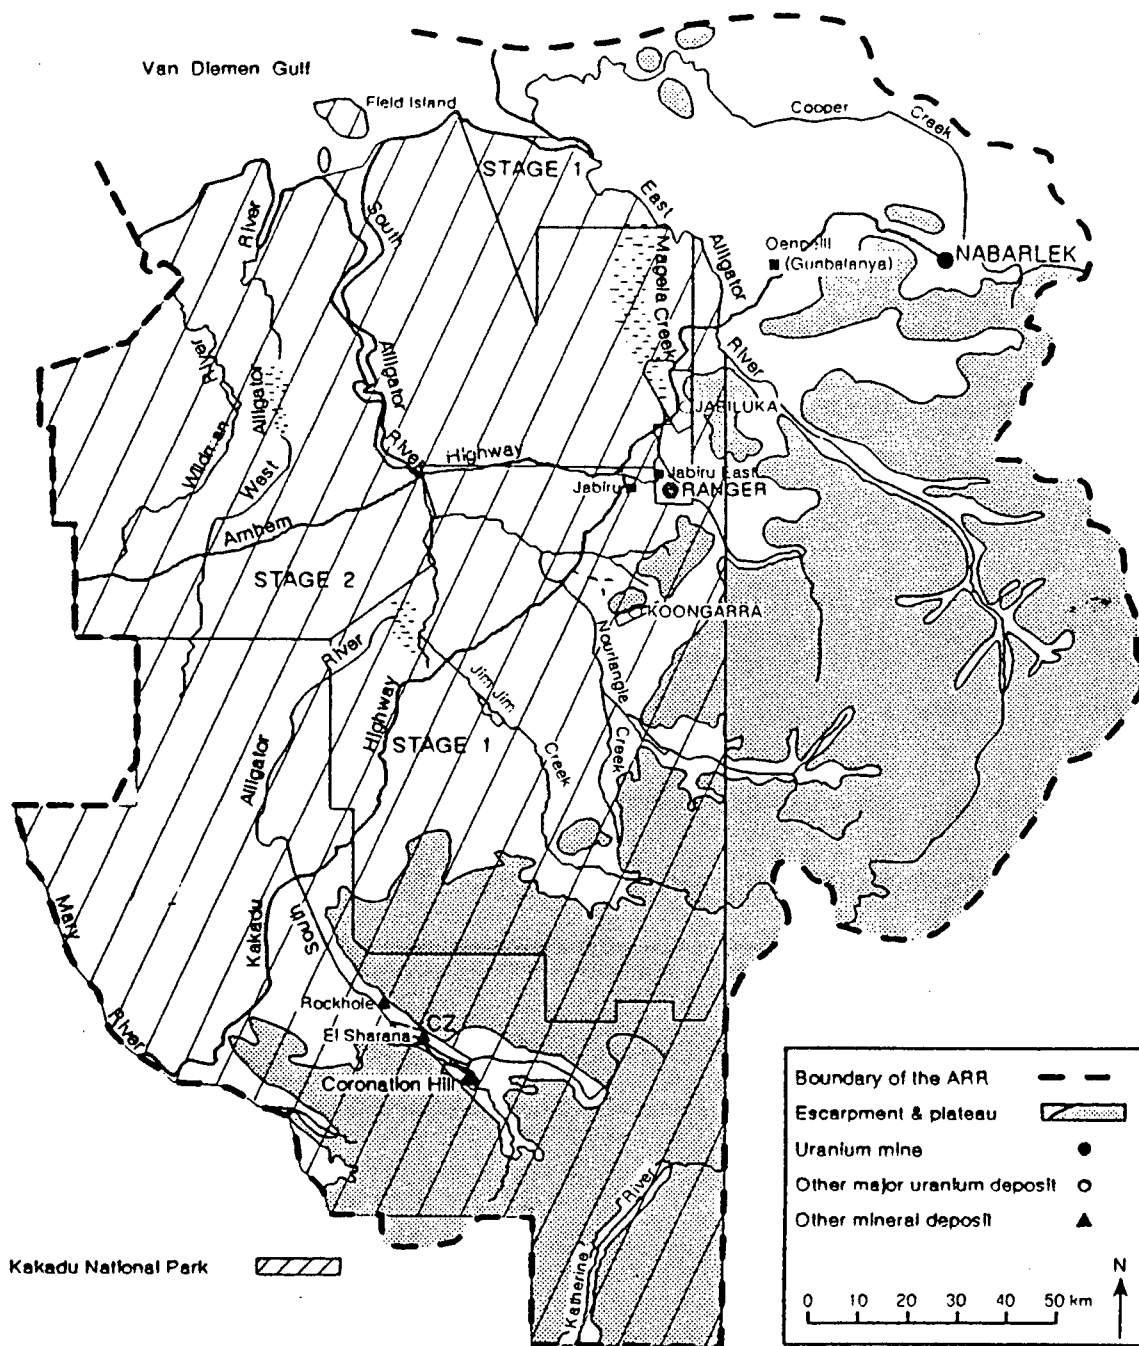 Van Diemen Gulf
Field Island
Cooper
Creek
STAGE 1
East
Alligator
River
Magela Creek
(Gunbalanya)
NABARLEK
River
South
Alligator
River
River
Alligator
West
Highway
Arnhem
JABILUKA
Jabiru East
Jabiru
RANGER
STAGE 2
KOONGARRA
Nourlangie
Creek
River
Jim Jim
Creek
Highway
STAGE 1
Alligator
South
Kakadu
Mary
River
Rockhole
CZ
El Sharana
Coronation Hill
River
Katherine
Boundary of the ARR
Escarpment & plateau
Uranium mine
Other major uranium deposit
Other mineral deposit
N
0 10 20 30 40 50 km
Kakadu National Park